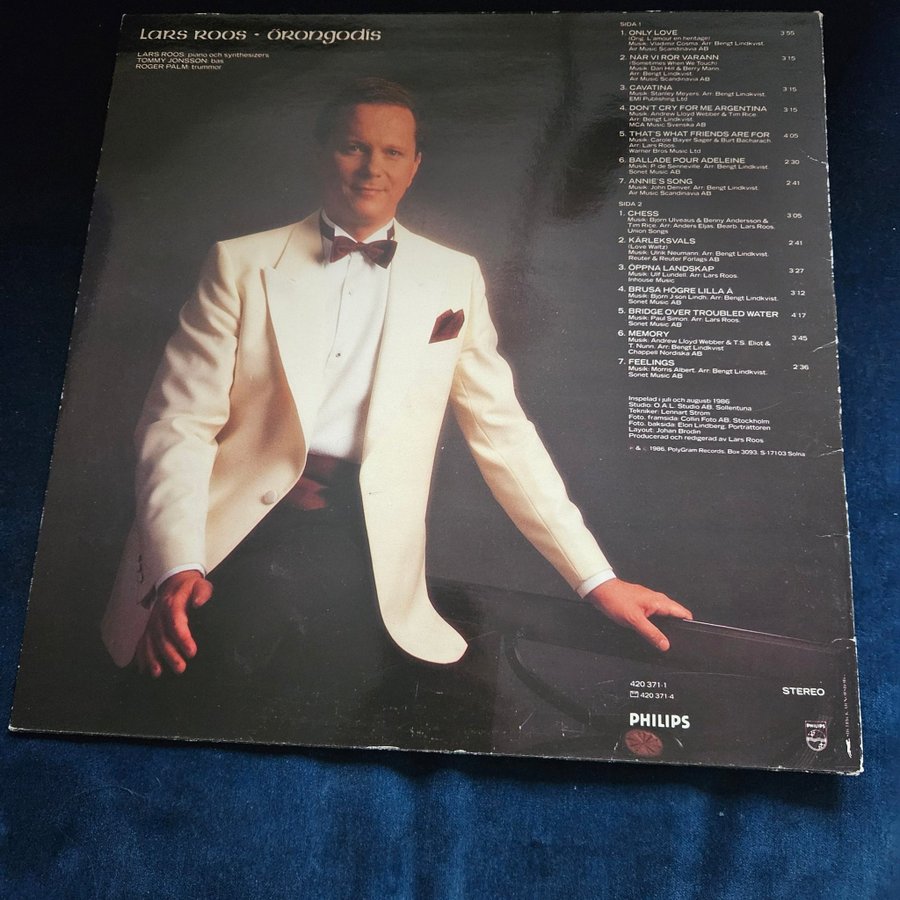 LARS ROOS - ÖRONGODIS
LARS ROOS: piano och synthesizers
TOMMY JONSSON: bas
ROGER PALM: trummor
SIDA 1
1. ONLY LOVE 3 55
(Orig. L'amour en heritage)
Musik: Vladimir Cosma. Arr: Bengt Lindkvist.
Air Music Scandinavia AB
2. NÄR VI RÖR VARANN 3 15
(Sometimes When We Touch)
Musik: Dan Hill & Berry Mann.
Arr: Bengt Lindkvist.
Air Music Scandinavia AB
3. CAVATINA 3 15
Musik: Stanley Meyers. Arr: Bengt Lindkvist.
EMI Publishing Ltd
4. DON'T CRY FOR ME ARGENTINA 3 15
Musik: Andrew Lloyd Webber & Tim Rice.
Arr: Bengt Lindkvist.
MCA Music Svenska AB
5. THAT'S WHAT FRIENDS ARE FOR 4 05
Musik: Carole Bayer Sager & Burt Bacharach
Arr: Lars Roos.
Warner Bros Music Ltd
6. BALLADE POUR ADELEINE 2 30
Musik: P. de Senneville. Arr: Bengt Lindkvist.
Sonet Music AB
7. ANNIE'S SONG 2 41
Musik: John Denver. Arr: Bengt Lindkvist.
Air Music Scandinavia AB
SIDA 2
1. CHESS 3 05
Musik: Björn Ulveaus & Benny Andersson &
Tim Rice. Arr: Anders Eljas. Bearb. Lars Roos.
Union Songs
2. KÄRLEKSVALS 2 41
(Love Waltz)
Musik: Ulrik Neumann. Arr: Bengt Lindkvist.
Reuter & Reuter Förlags AB
3. ÖPPNA LANDSKAP 3 27
Musik: Ulf Lundell. Arr: Lars Roos.
Inhouse Music
4. BRUSA HÖGRE LILLA Å 3 12
Musik: Björn J:son Lindh. Arr: Bengt Lindkvist.
Sonet Music AB
5. BRIDGE OVER TROUBLED WATER 4 17
Musik: Paul Simon. Arr: Lars Roos.
Sonet Music AB
6. MEMORY 3 45
Musik: Andrew Lloyd Webber & T.S. Eliot &
T. Nunn. Arr: Bengt Lindkvist
Chappell Nordiska AB
7. FEELINGS 2 36
Musik: Morris Albert. Arr: Bengt Lindkvist.
Sonet Music AB
Inspelad i juli och augusti 1986
Studio: O.A.L. Studio AB, Sollentuna
Tekniker: Lennart Ström
Foto, framsida: Collin Foto AB, Stockholm
Foto, baksida: Elon Lindberg, Porträttören
Layout: Johan Brodin
Producerad och redigerad av Lars Roos
1986. PolyGram Records. Box 3093. S-171 03 Solna
420 371-1
420 371-4
STEREO
PHILIPS
PHILIPS